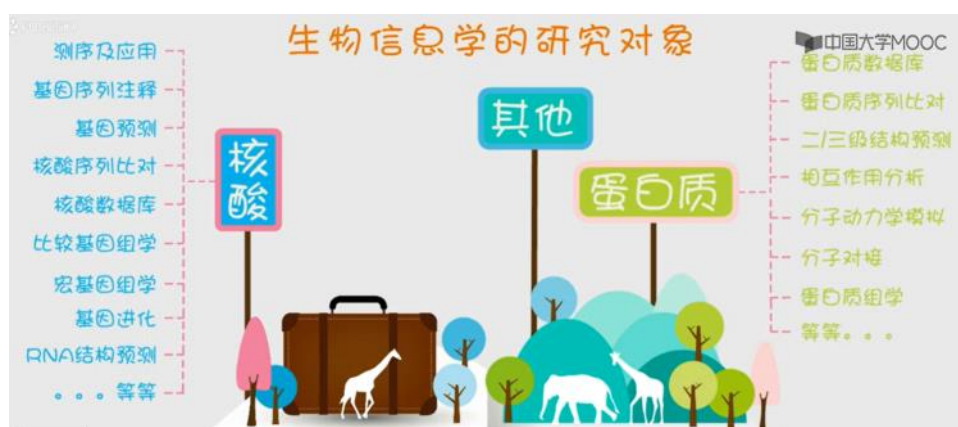 生物信息学的研究对象
中国大学MOOC
测序及应用
基因序列注释
基因预测
核酸序列比对
核酸数据库
比较基因组学
宏基因组学
基因进化
RNA结构预测
。。。等等
核酸
其他
蛋白质
蛋白质数据库
蛋白质序列比对
二/三级结构预测
相互作用分析
分子动力学模拟
分子对接
蛋白质组学
等等。。。